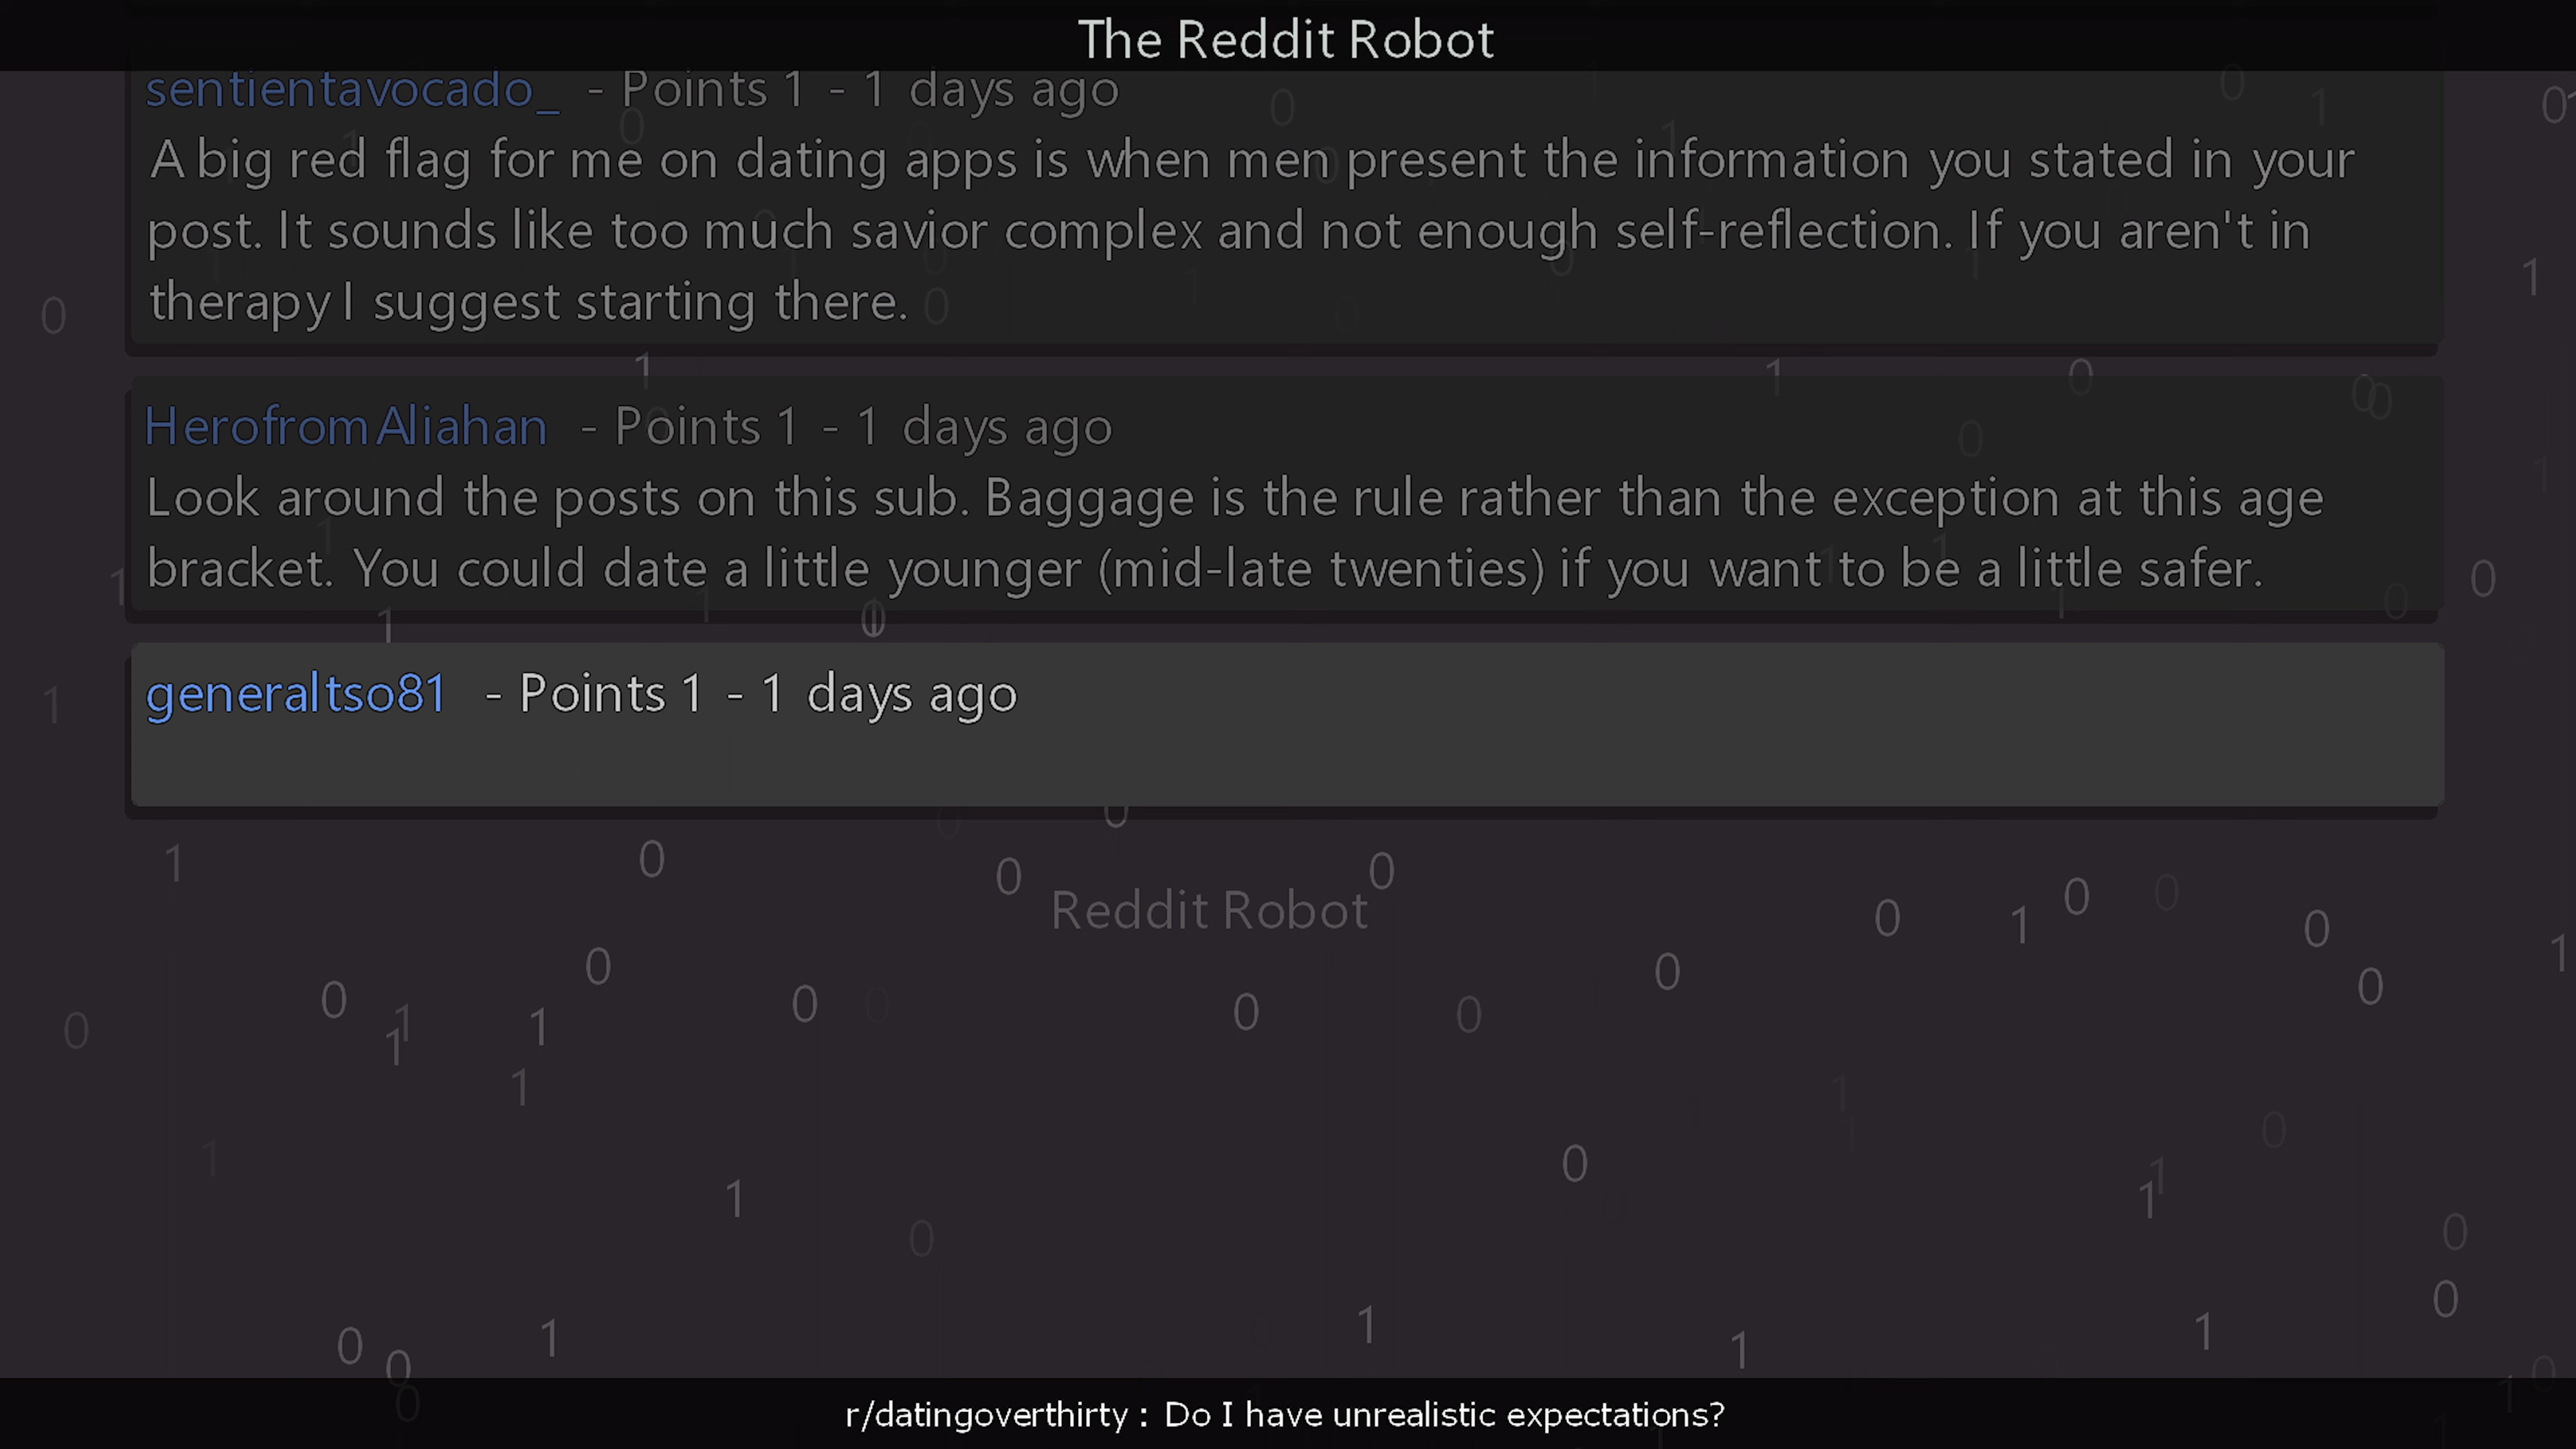 The Reddit Robot
sentientavocado_ - Points 1 - 1 days ago
A big red flag for me on dating apps is when men present the information you stated in your
post. It sounds like too much savior complex and not enough self-reflection. If you aren't in
therapy I suggest starting there.
HerofromAliahan - Points 1 - 1 days ago
Look around the posts on this sub. Baggage is the rule rather than the exception at this age
bracket. You could date a little younger (mid-late twenties) if you want to be a little safer.
generaltso81 - Points 1 - 1 days ago
Reddit Robot
r/datingoverthirty : Do I have unrealistic expectations?